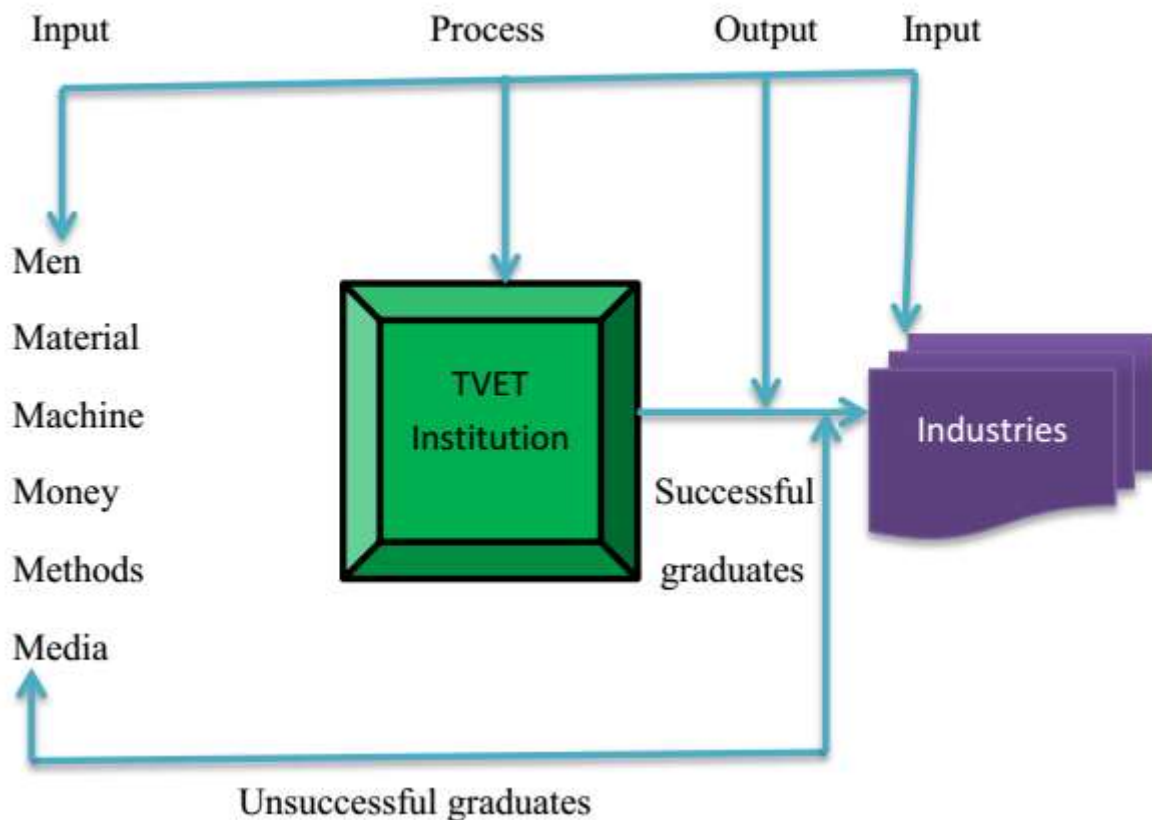 Input Process Output Input
Men
Material
Machine
Money
Methods
Media
TVET
Institution
Successful
graduates
Industries
Unsuccessful graduates